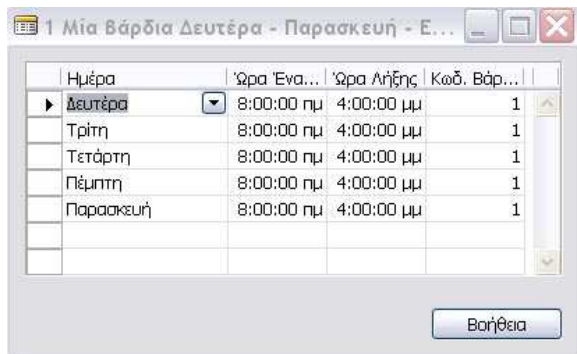 1 Μία Βάρδια Δευτέρα - Παρασκευή - Ε...
Ημέρα Ώρα Ένα... Ώρα Λήξης Κωδ. Βάρ...
Δευτέρα 8:00:00 πμ 4:00:00 μμ 1
Τρίτη 8:00:00 πμ 4:00:00 μμ 1
Τετάρτη 8:00:00 πμ 4:00:00 μμ 1
Πέμπτη 8:00:00 πμ 4:00:00 μμ 1
Παρασκευή 8:00:00 πμ 4:00:00 μμ 1
Βοήθεια